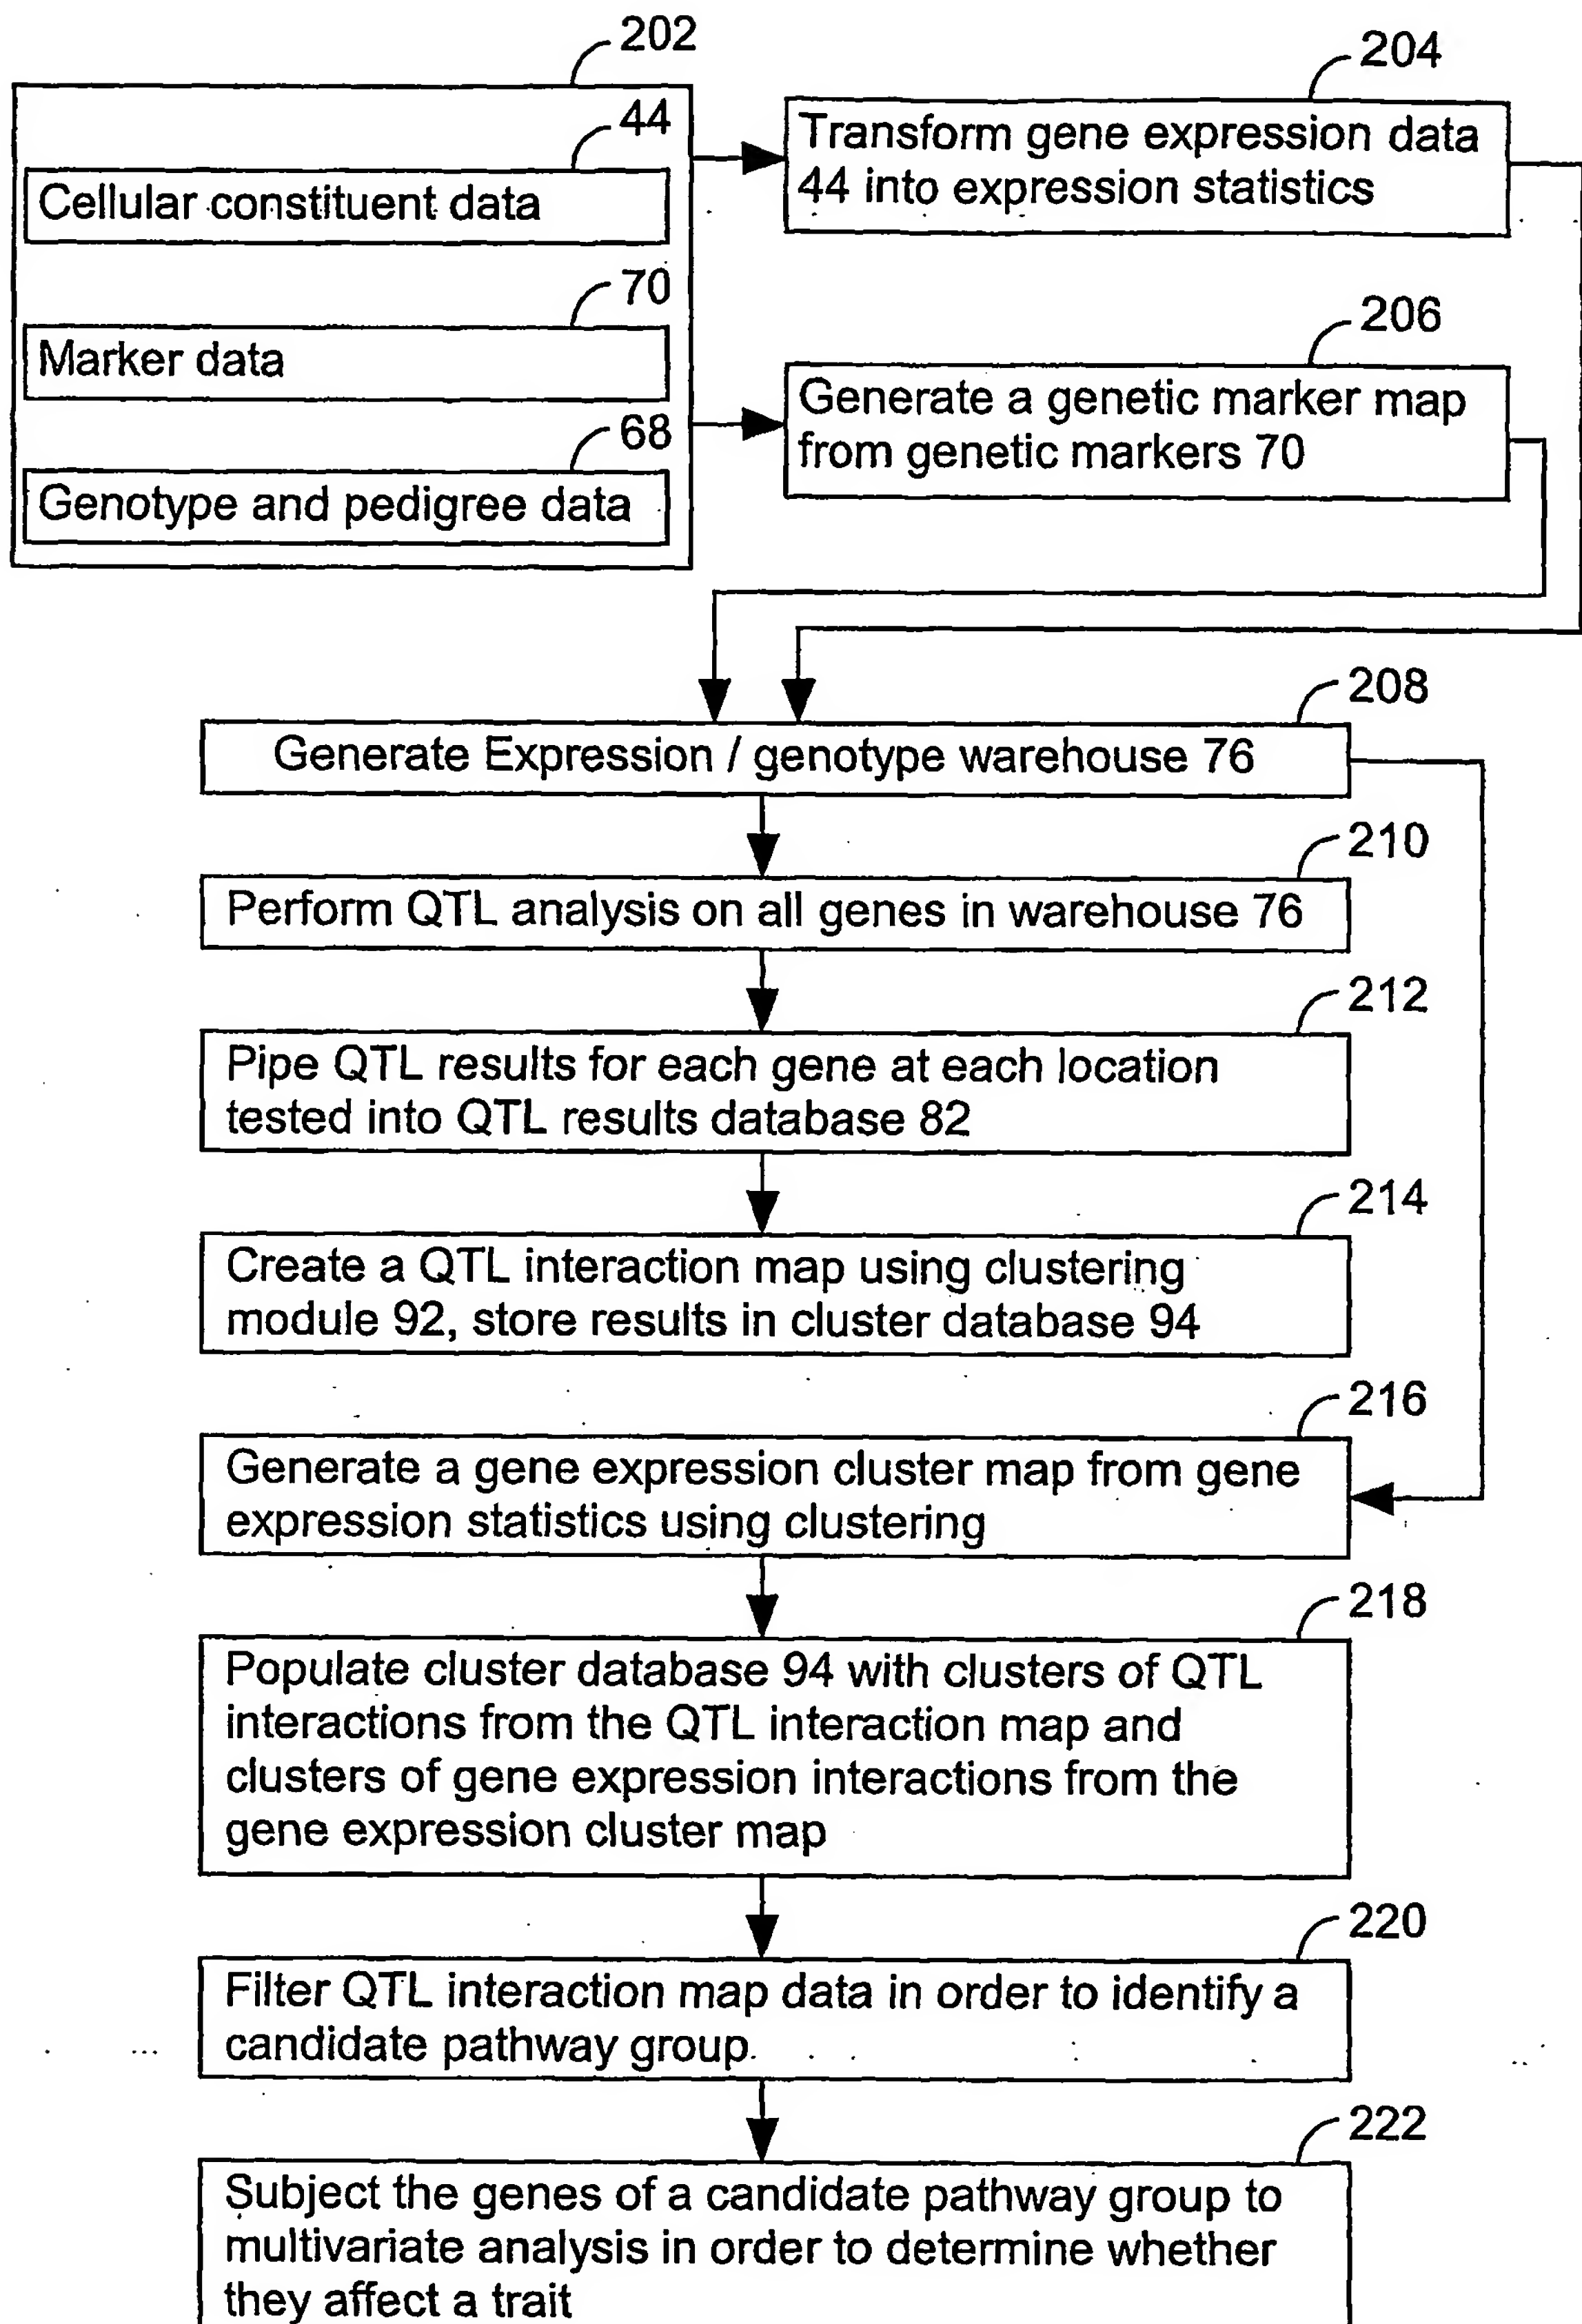 202
44
Cellular constituent data
70
Marker data
68
Genotype and pedigree data
204
Transform gene expression data
44 into expression statistics
206
Generate a genetic marker map
from genetic markers 70
208
Generate Expression / genotype warehouse 76
210
Perform QTL analysis on all genes in warehouse 76
212
Pipe QTL results for each gene at each location
tested into QTL results database 82
214
Create a QTL interaction map using clustering
module 92, store results in cluster database 94
216
Generate a gene expression cluster map from gene
expression statistics using clustering
218
Populate cluster database 94 with clusters of QTL
interactions from the QTL interaction map and
clusters of gene expression interactions from the
gene expression cluster map
220
Filter QTL interaction map data in order to identify a
candidate pathway group.
222
Subject the genes of a candidate pathway group to
multivariate analysis in order to determine whether
they affect a trait